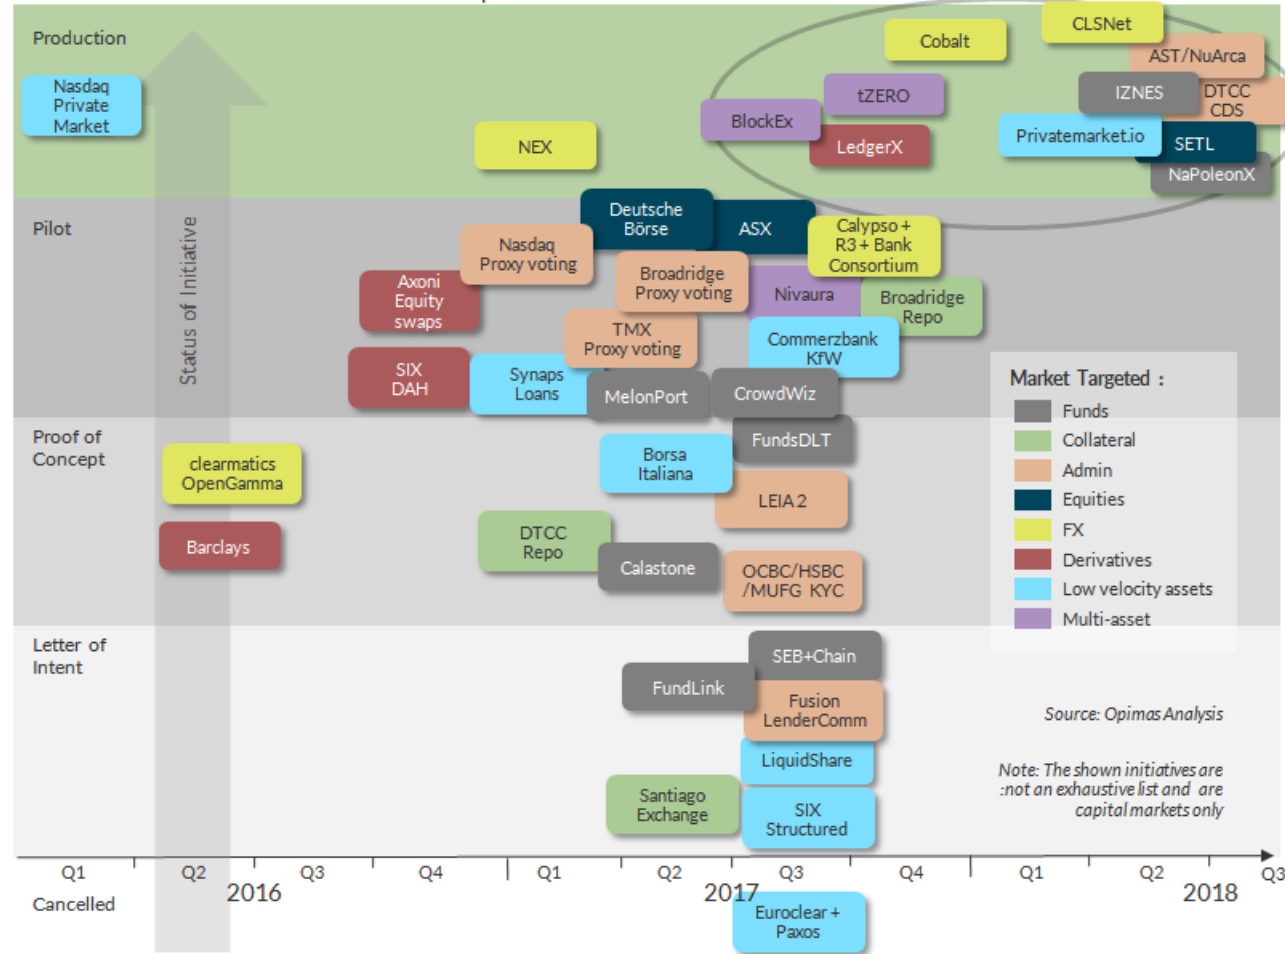 Production
Nasdaq
Private
Market
NEX
BlockEx
tZERO
LedgerX
Cobalt
CLSNet
AST/NuArca
IZNES
DTCC
CDS
Privatemarket.io
SETL
NaPoleonX
Status of Initiative
Pilot
Deutsche
Börse
ASX
Calypso +
R3 + Bank
Consortium
Nasdaq
Proxy voting
Broadridge
Proxy voting
Nivaura
Broadridge
Repo
Axoni
Equity
swaps
TMX
Proxy voting
Commerzbank
KfW
SIX
DAH
Synaps
Loans
MelonPort
CrowdWiz
Proof of
Concept
clearmatics
OpenGamma
Barclays
Borsa
Italiana
FundsDLT
LEIA 2
DTCC
Repo
Calastone
OCBC/HSBC
/MUFG KYC
Market Targeted :
Funds
Collateral
Admin
Equities
FX
Derivatives
Low velocity assets
Multi-asset
Letter of
Intent
SEB+Chain
FundLink
Fusion
LenderComm
LiquidShare
Santiago
Exchange
SIX
Structured
Source: Opimas Analysis
Note: The shown initiatives are
:not an exhaustive list and are
capital markets only
Q1 Q2 Q3 Q4 Q1 Q2 Q3 Q4 Q1 Q2 Q3
2016 2017 2018
Cancelled
Euroclear +
Paxos